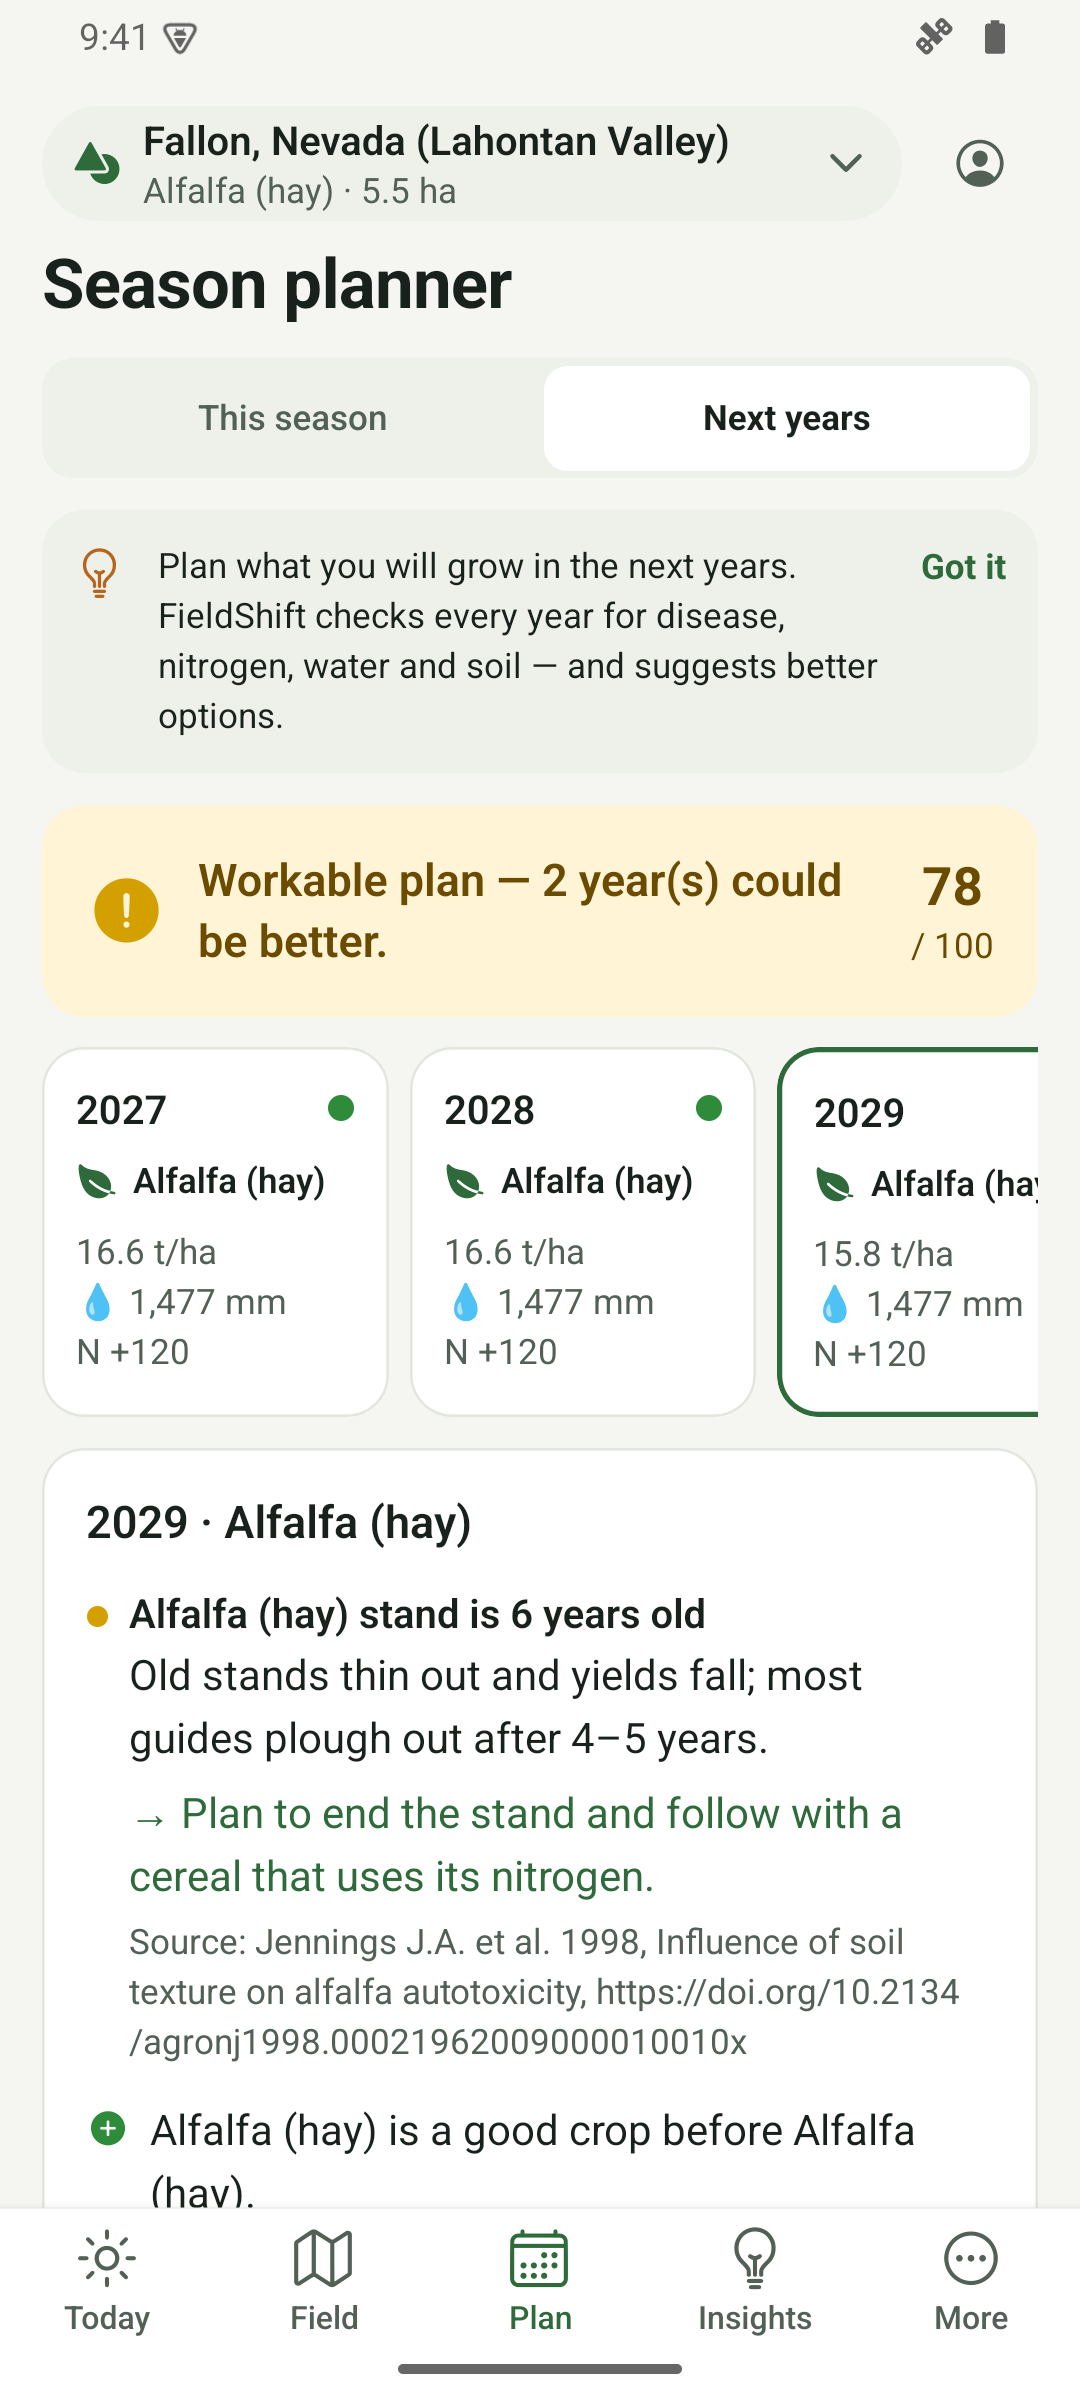 9:41
Fallon, Nevada (Lahontan Valley)
Alfalfa (hay) · 5.5 ha
Season planner
This season
Next years
Plan what you will grow in the next years.
Got it
FieldShift checks every year for disease,
nitrogen, water and soil — and suggests better
options.
Workable plan — 2 year(s) could
be better.
78
/ 100
2027
Alfalfa (hay)
16.6 t/ha
1,477 mm
N +120
2028
Alfalfa (hay)
16.6 t/ha
1,477 mm
N +120
2029
Alfalfa (hay
15.8 t/ha
1,477 mm
N +120
2029 · Alfalfa (hay)
Alfalfa (hay) stand is 6 years old
Old stands thin out and yields fall; most
guides plough out after 4–5 years.
→ Plan to end the stand and follow with a
cereal that uses its nitrogen.
Source: Jennings J.A. et al. 1998, Influence of soil
texture on alfalfa autotoxicity, https://doi.org/10.2134
/agronj1998.00021962009000010010x
Alfalfa (hay) is a good crop before Alfalfa
(hay).
Today
Field
Plan
Insights
More